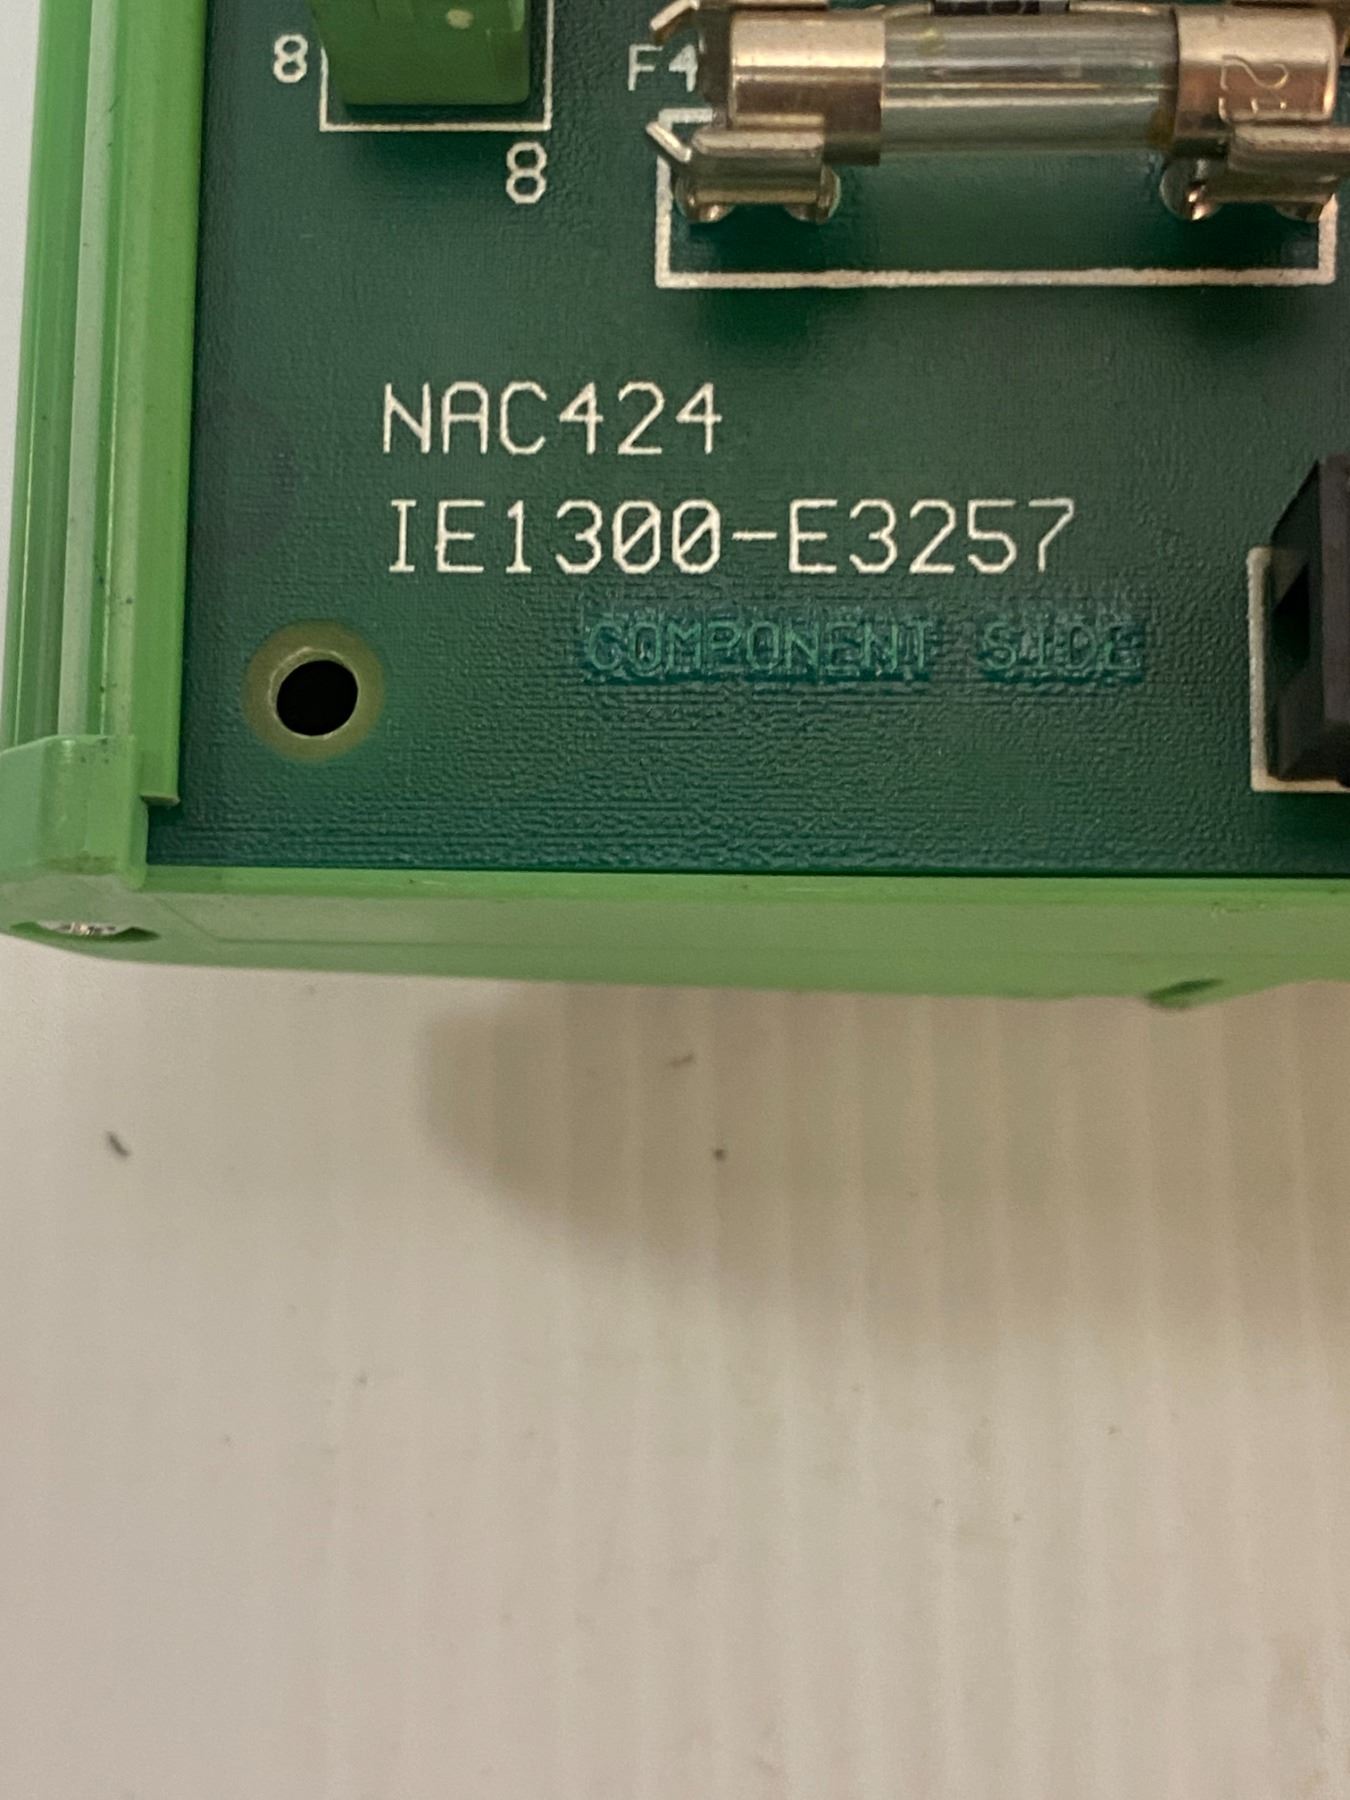 8
F4
8
NAC424
IE1300-E3257
COMPONENT SIDE